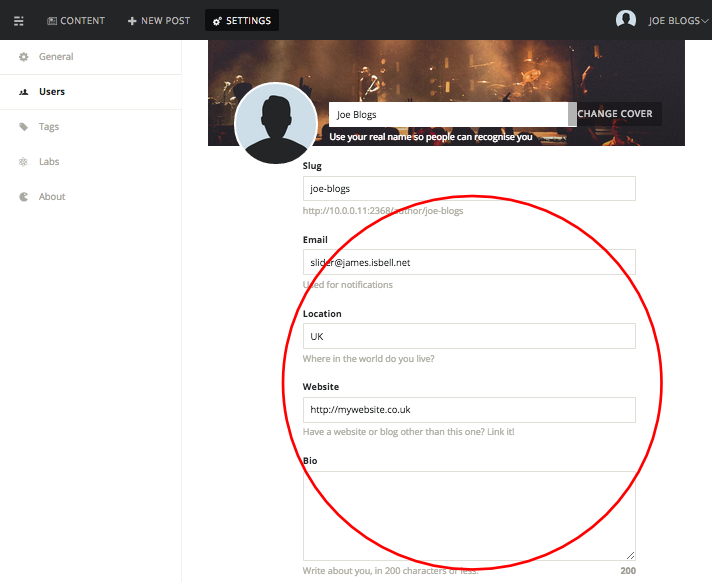 CONTENT NEW POST SETTINGS JOE BLOGS
General
Users
Tags
Labs
About
Joe Blogs
CHANGE COVER
Use your real name so people can recognise you
Slug
joe-blogs
http://10.0.0.11:2368/author/joe-blogs
Email
slider@james.isbell.net
Used for notifications
Location
UK
Where in the world do you live?
Website
http://mywebsite.co.uk
Have a website or blog other than this one? Link it!
Bio
Write about you, in 200 characters or less. 200